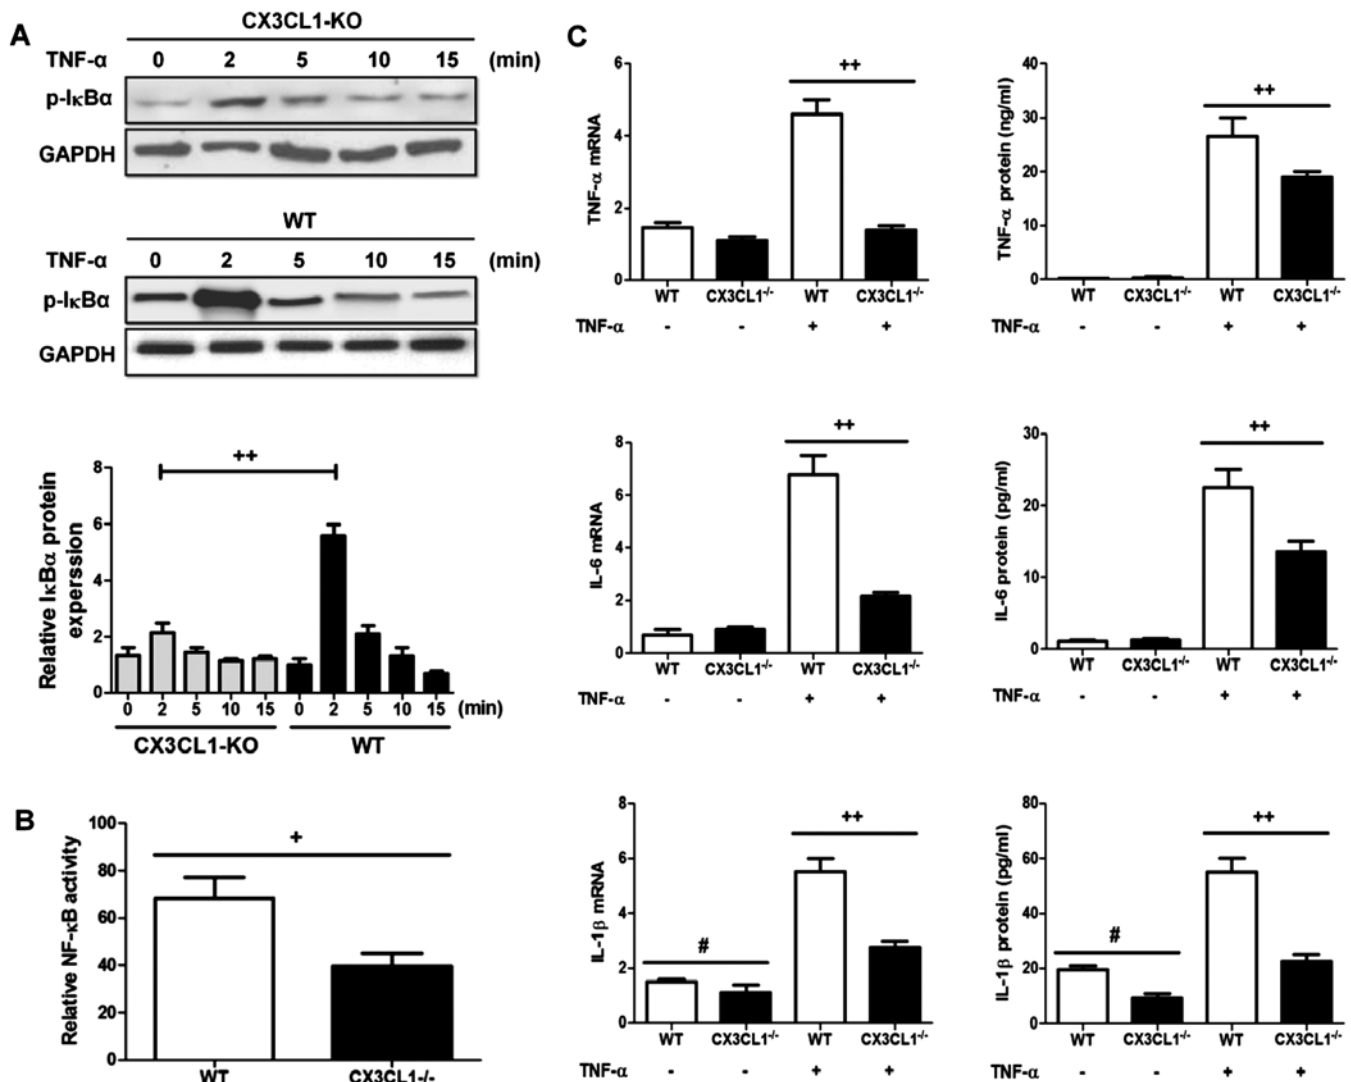 A
CX3CL1-KO
TNF-α 0 2 5 10 15 (min)
p-IκBα
GAPDH
WT
TNF-α 0 2 5 10 15 (min)
p-IκBα
GAPDH
++
Relative IκBα protein
experssion
8
6
4
2
0
0 2 5 10 15 0 2 5 10 15 (min)
CX3CL1-KO WT
B
+
Relative NF-κB activity
100
80
60
40
20
0
WT CX3CL1-/-
C
++
TNF-α mRNA
6
4
2
0
WT CX3CL1-/- WT CX3CL1-/-
TNF-α - - + +
++
TNF-α protein (ng/ml)
40
30
20
10
0
WT CX3CL1-/- WT CX3CL1-/-
TNF-α - - + +
++
IL-6 mRNA
8
6
4
2
0
WT CX3CL1-/- WT CX3CL1-/-
TNF-α - - + +
++
IL-6 protein (pg/ml)
30
20
10
0
WT CX3CL1-/- WT CX3CL1-/-
TNF-α - - + +
++
#
IL-1β mRNA
8
6
4
2
0
WT CX3CL1-/- WT CX3CL1-/-
TNF-α - - + +
++
#
IL-1β protein (pg/ml)
80
60
40
20
0
WT CX3CL1-/- WT CX3CL1-/-
TNF-α - - + +